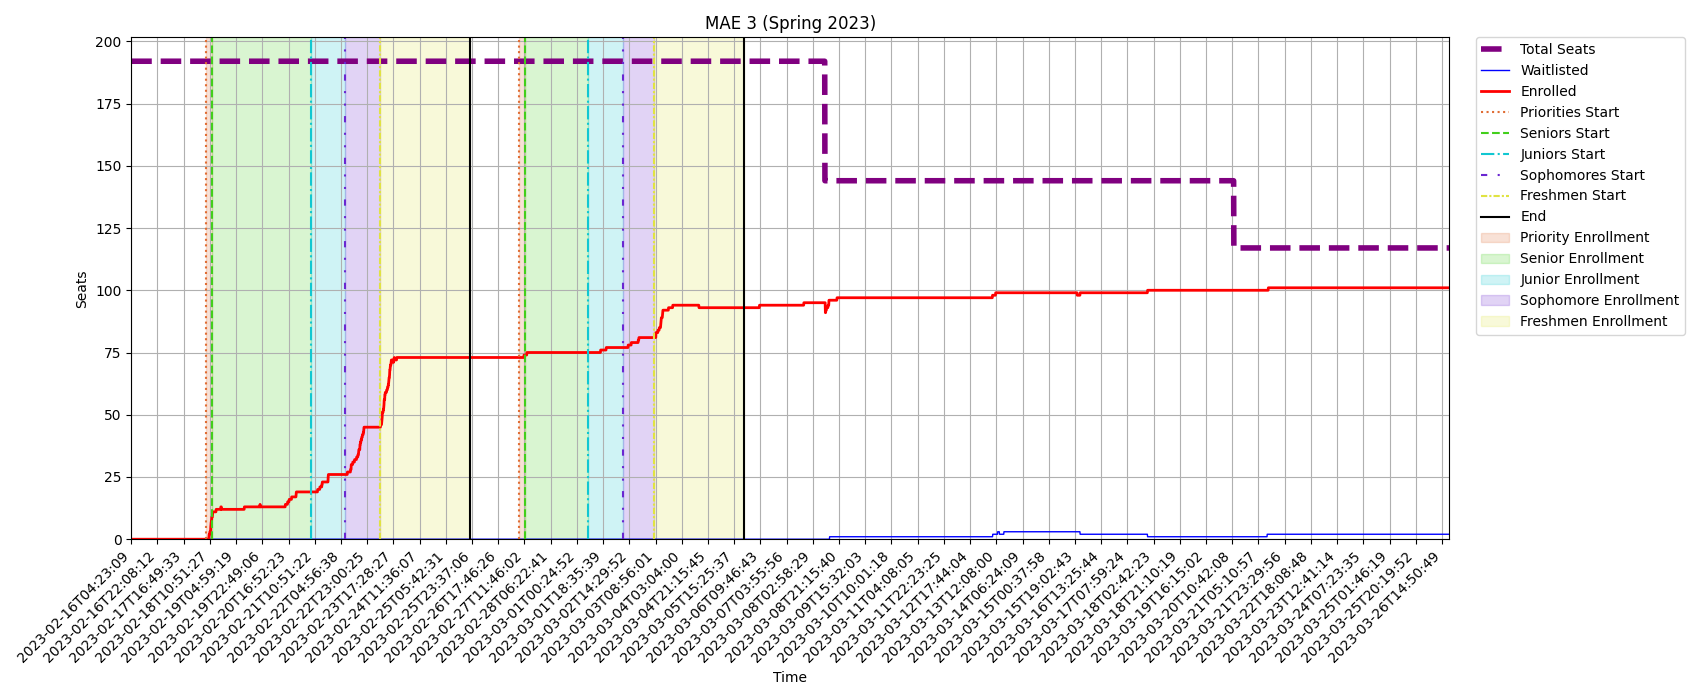 MAE 3 (Spring 2023)
200
175
150
125
100
75
50
25
0
Seats
Total Seats
Waitlisted
Enrolled
Priorities Start
Seniors Start
Juniors Start
Sophomores Start
Freshmen Start
End
Priority Enrollment
Senior Enrollment
Junior Enrollment
Sophomore Enrollment
Freshmen Enrollment
2023-02-16T04:23:09
2023-02-16T22:08:12
2023-02-17T16:49:33
2023-02-18T10:51:27
2023-02-19T04:59:19
2023-02-19T22:49:06
2023-02-20T16:52:23
2023-02-21T10:51:22
2023-02-22T04:56:38
2023-02-22T23:00:25
2023-02-23T17:28:27
2023-02-24T11:36:07
2023-02-25T05:42:31
2023-02-25T23:37:06
2023-02-26T17:40:26
2023-02-27T11:46:02
2023-02-28T06:22:41
2023-03-01T00:24:52
2023-03-01T18:35:39
2023-03-02T14:29:52
2023-03-03T08:56:01
2023-03-04T03:04:00
2023-03-04T21:15:45
2023-03-05T15:25:37
2023-03-06T09:46:43
2023-03-07T03:55:56
2023-03-08T02:58:29
2023-03-08T21:15:40
2023-03-09T15:32:03
2023-03-10T10:01:18
2023-03-11T04:08:05
2023-03-11T22:23:25
2023-03-12T17:44:04
2023-03-13T12:08:00
2023-03-14T06:24:09
2023-03-15T00:37:58
2023-03-15T19:02:43
2023-03-16T13:25:44
2023-03-17T07:59:24
2023-03-18T02:42:23
2023-03-18T21:10:19
2023-03-19T16:15:02
2023-03-20T10:42:08
2023-03-21T05:10:57
2023-03-21T23:29:56
2023-03-22T18:08:48
2023-03-23T12:41:14
2023-03-24T07:23:35
2023-03-25T01:46:19
2023-03-25T20:19:52
2023-03-26T14:50:49
Time